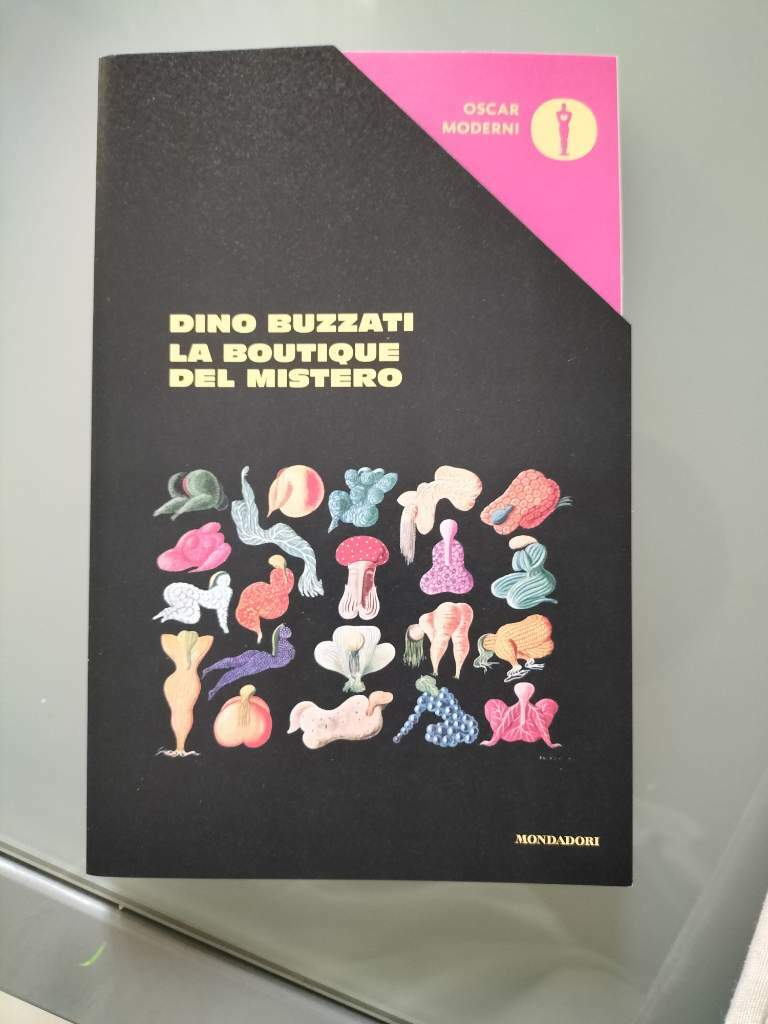 OSCAR
MODERNI
DINO BUZZATI
LA BOUTIQUE
DEL MISTERO
MONDADORI